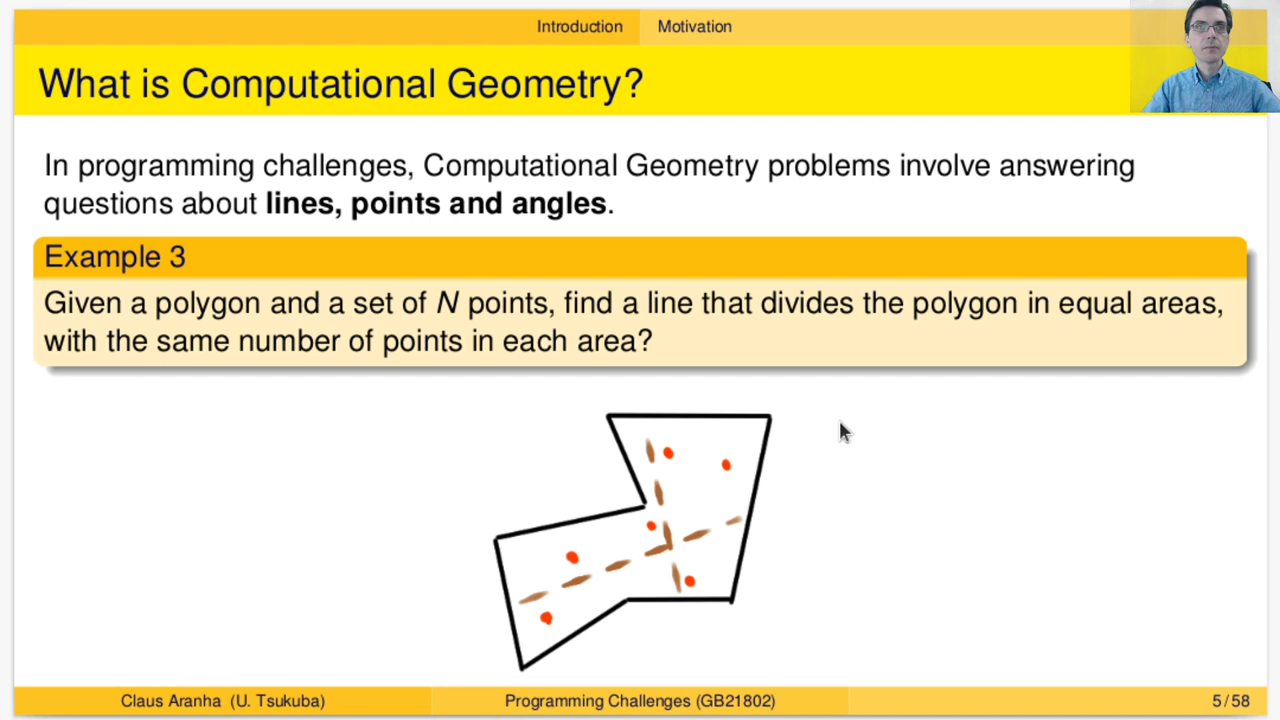 Introduction Motivation
What is Computational Geometry?
In programming challenges, Computational Geometry problems involve answering
questions about lines, points and angles.
Example 3
Given a polygon and a set of N points, find a line that divides the polygon in equal areas,
with the same number of points in each area?
Claus Aranha (U. Tsukuba) Programming Challenges (GB21802) 5/58